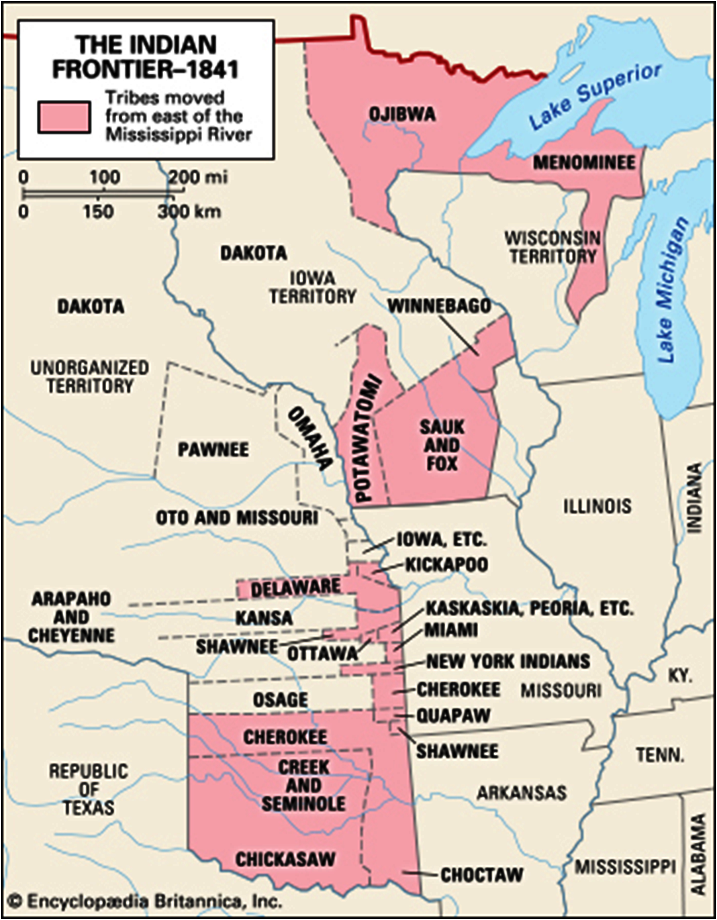 THE INDIAN
FRONTIER–1841
Tribes moved
from east of the
Mississippi River
0 100 200 mi
0 150 300 km
OJIBWA
Lake Superior
MENOMINEE
WISCONSIN
TERRITORY
Lake Michigan
DAKOTA
IOWA
TERRITORY
WINNEBAGO
DAKOTA
UNORGANIZED
TERRITORY
OMAHA
POTAWATOMI
SAUK
AND
FOX
PAWNEE
ILLINOIS
INDIANA
OTO AND MISSOURI
IOWA, ETC.
KICKAPOO
DELAWARE
ARAPAHO
AND
CHEYENNE
KANSA
KASKASKIA, PEORIA, ETC.
MIAMI
SHAWNEE
OTTAWA
NEW YORK INDIANS
OSAGE
CHEROKEE
MISSOURI
KY.
QUAPAW
CHEROKEE
SHAWNEE
TENN.
CREEK
AND
SEMINOLE
REPUBLIC
OF
TEXAS
ARKANSAS
CHICKASAW
CHOCTAW
MISSISSIPPI
ALABAMA
© Encyclopædia Britannica, Inc.